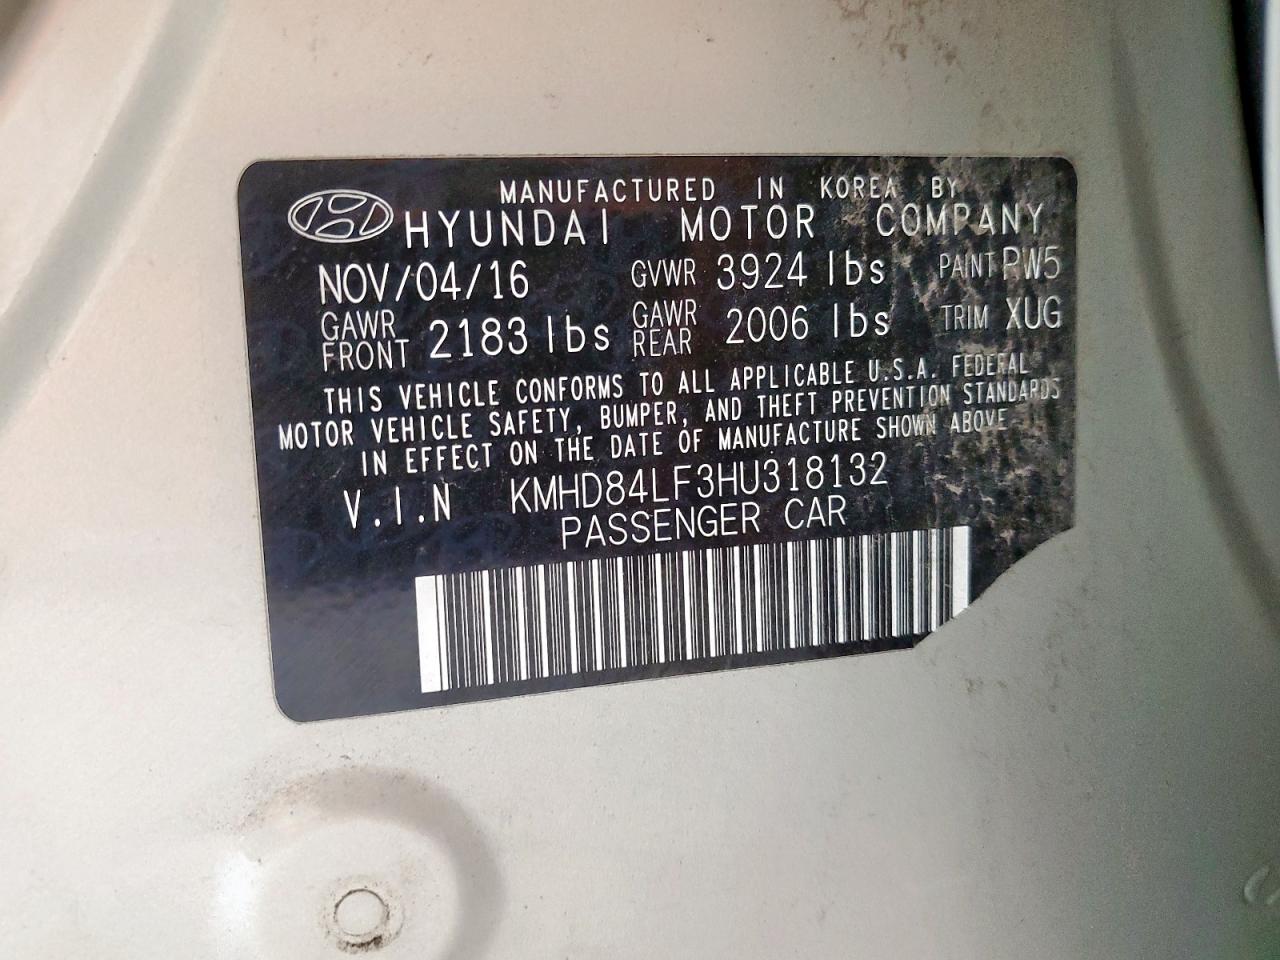 MANUFACTURED IN KOREA BY
HYUNDAI MOTOR COMPANY
NOV/04/16 GVWR 3924 lbs PAINT PW5
GAWR FRONT 2183 lbs GAWR REAR 2006 lbs TRIM XUG
THIS VEHICLE CONFORMS TO ALL APPLICABLE U.S.A. FEDERAL
MOTOR VEHICLE SAFETY, BUMPER, AND THEFT PREVENTION STANDARDS
IN EFFECT ON THE DATE OF MANUFACTURE SHOWN ABOVE
V.I.N KMHD84LF3HU318132
PASSENGER CAR